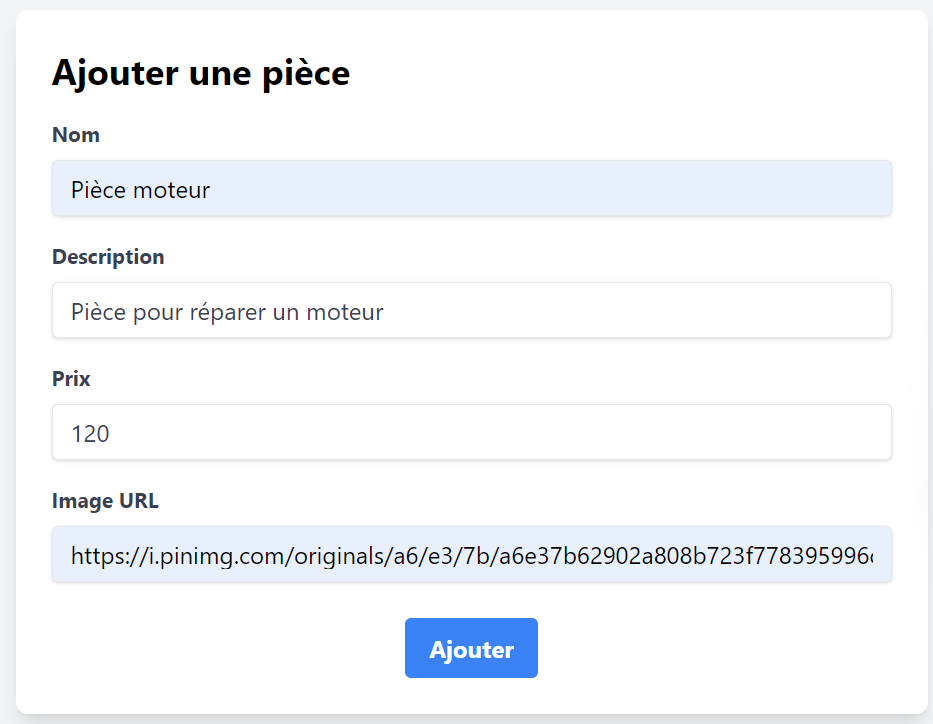 Ajouter une pièce
Nom
Pièce moteur
Description
Pièce pour réparer un moteur
Prix
120
Image URL
https://i.pinimg.com/originals/a6/e3/7b/a6e37b62902a808b723f778395996
Ajouter